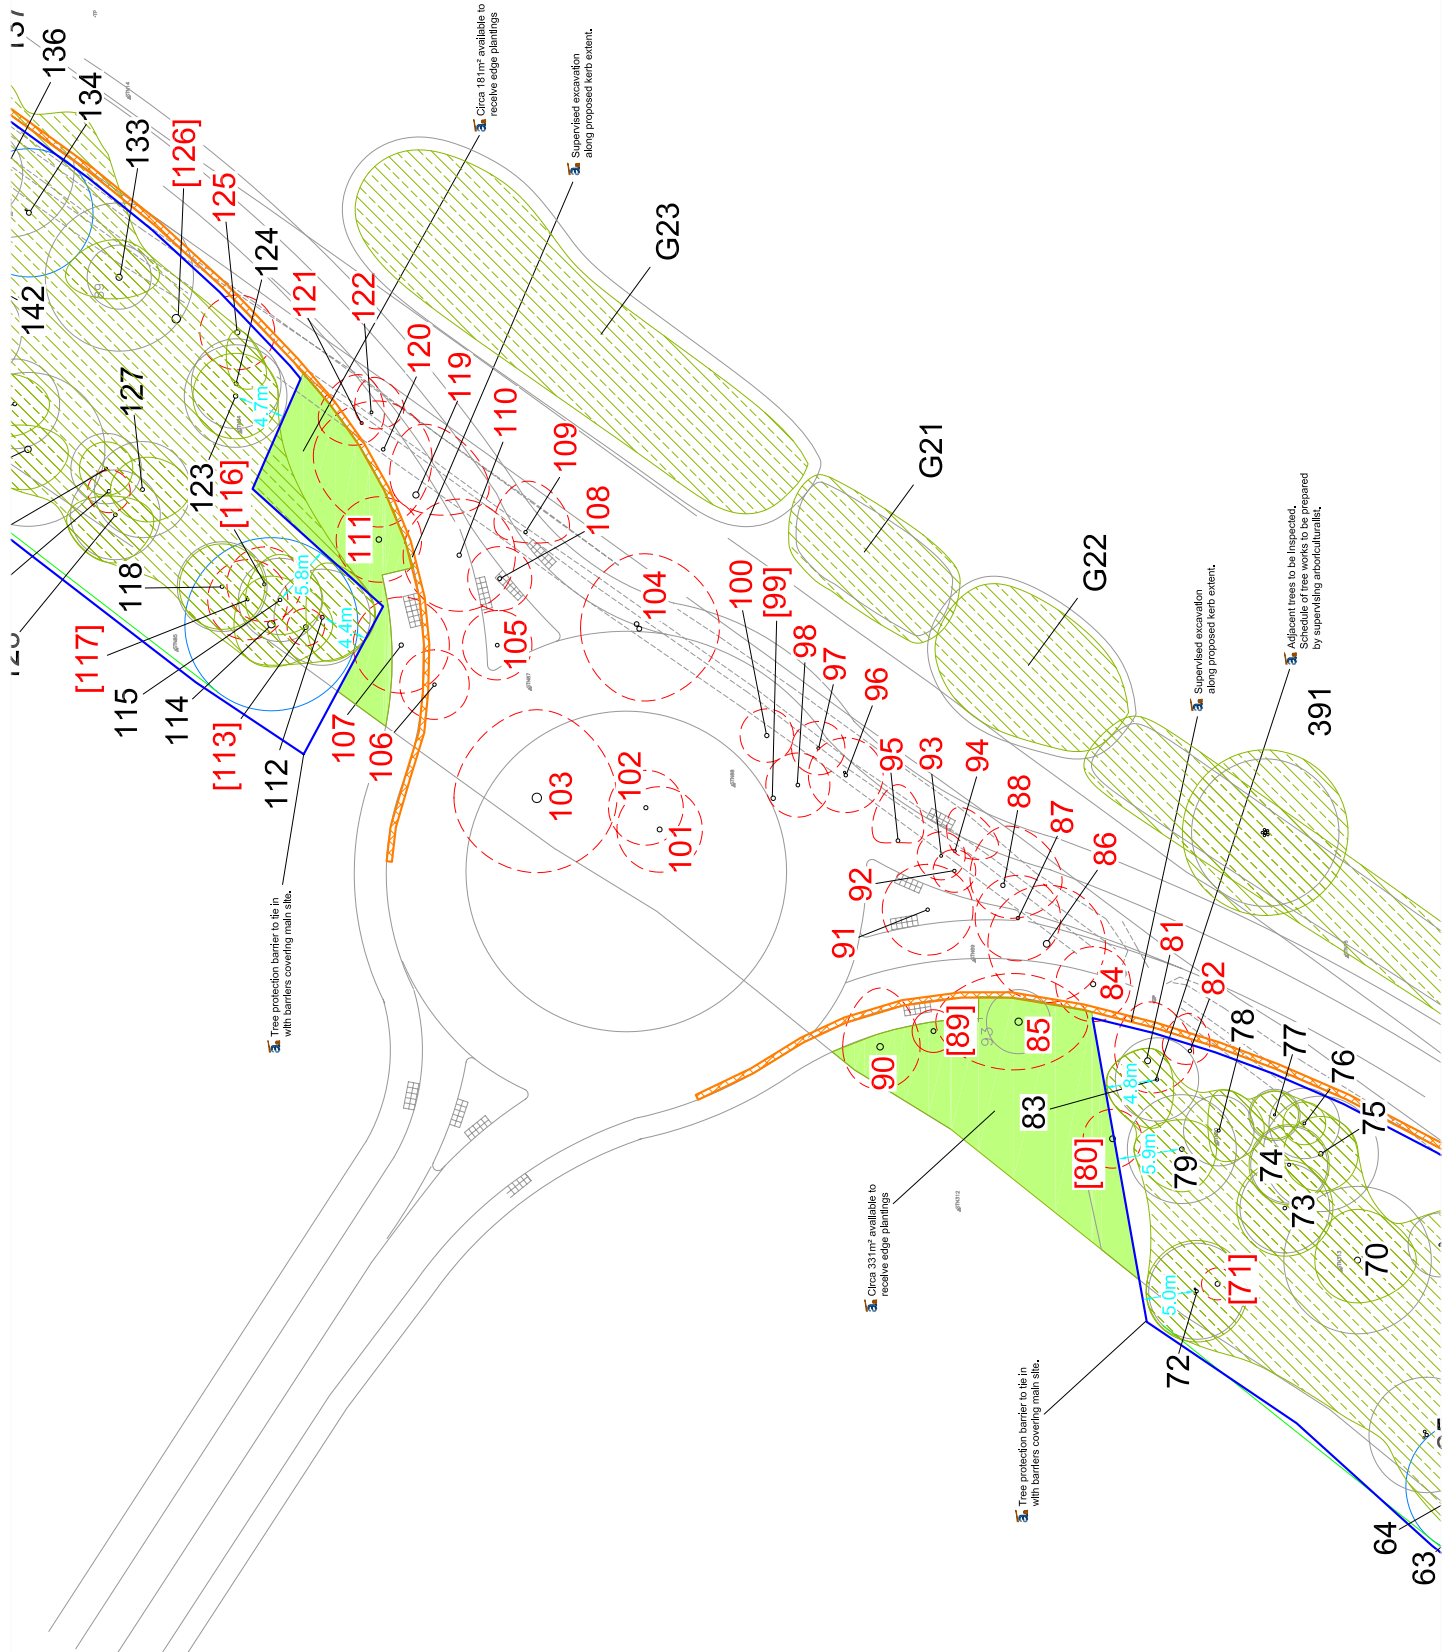 136
134
133
[126]
125
124
142
127
123
[116]
118
[117]
115
114
[113]
112
121
122
120
119
110
109
108
111
107
106
105
104
103
102
101
100
[99]
98
97
96
95
93
94
92
91
88
87
86
84
85
[89]
90
81
82
83
[80]
79
78
77
76
75
74
73
72
[71]
70
64
63
391
G23
G21
G22
4.7m
5.8m
4.4m
4.8m
5.9m
5.0m
Circa 181m² available to
receive edge plantings
Supervised excavation
along proposed kerb extent.
Tree protection barrier to tie in
with barriers covering main site.
Supervised excavation
along proposed kerb extent.
Adjacent trees to be inspected.
Schedule of tree works to be prepared
by supervising arboriculturalist.
Circa 331m² available to
receive edge plantings
Tree protection barrier to tie in
with barriers covering main site.